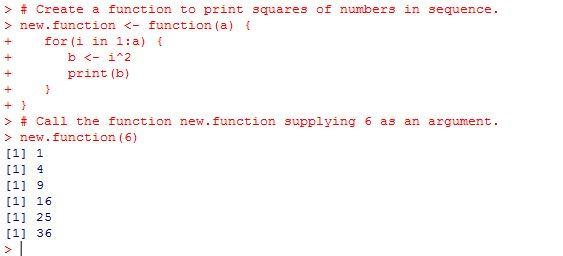 > # Create a function to print squares of numbers in sequence.
> new.function <- function(a) {
+    for(i in 1:a) {
+       b <- i^2
+       print(b)
+    }
+ }
> # Call the function new.function supplying 6 as an argument.
> new.function(6)
[1] 1
[1] 4
[1] 9
[1] 16
[1] 25
[1] 36
>